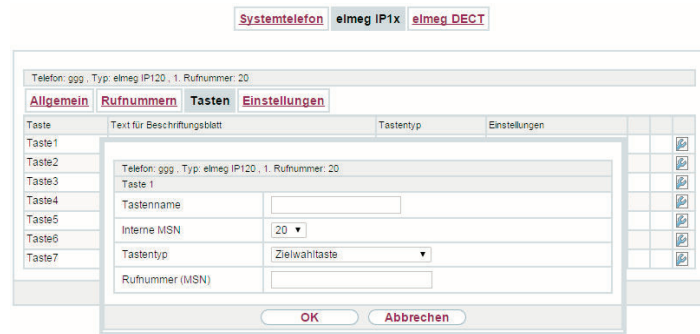 Systemtelefon elmeg IP1x elmeg DECT
Telefon: ggg , Typ: elmeg IP120 , 1. Rufnummer: 20
Allgemein Rufnummern Tasten Einstellungen
Taste Text für Beschriftungsblatt Tastentyp Einstellungen
Taste1
Taste2
Taste3
Taste4
Taste5
Taste6
Taste7
Telefon: ggg , Typ: elmeg IP120 , 1. Rufnummer: 20
Taste 1
Tastenname
Interne MSN 20
Tastentyp Zielwahltaste
Rufnummer (MSN)
OK Abbrechen